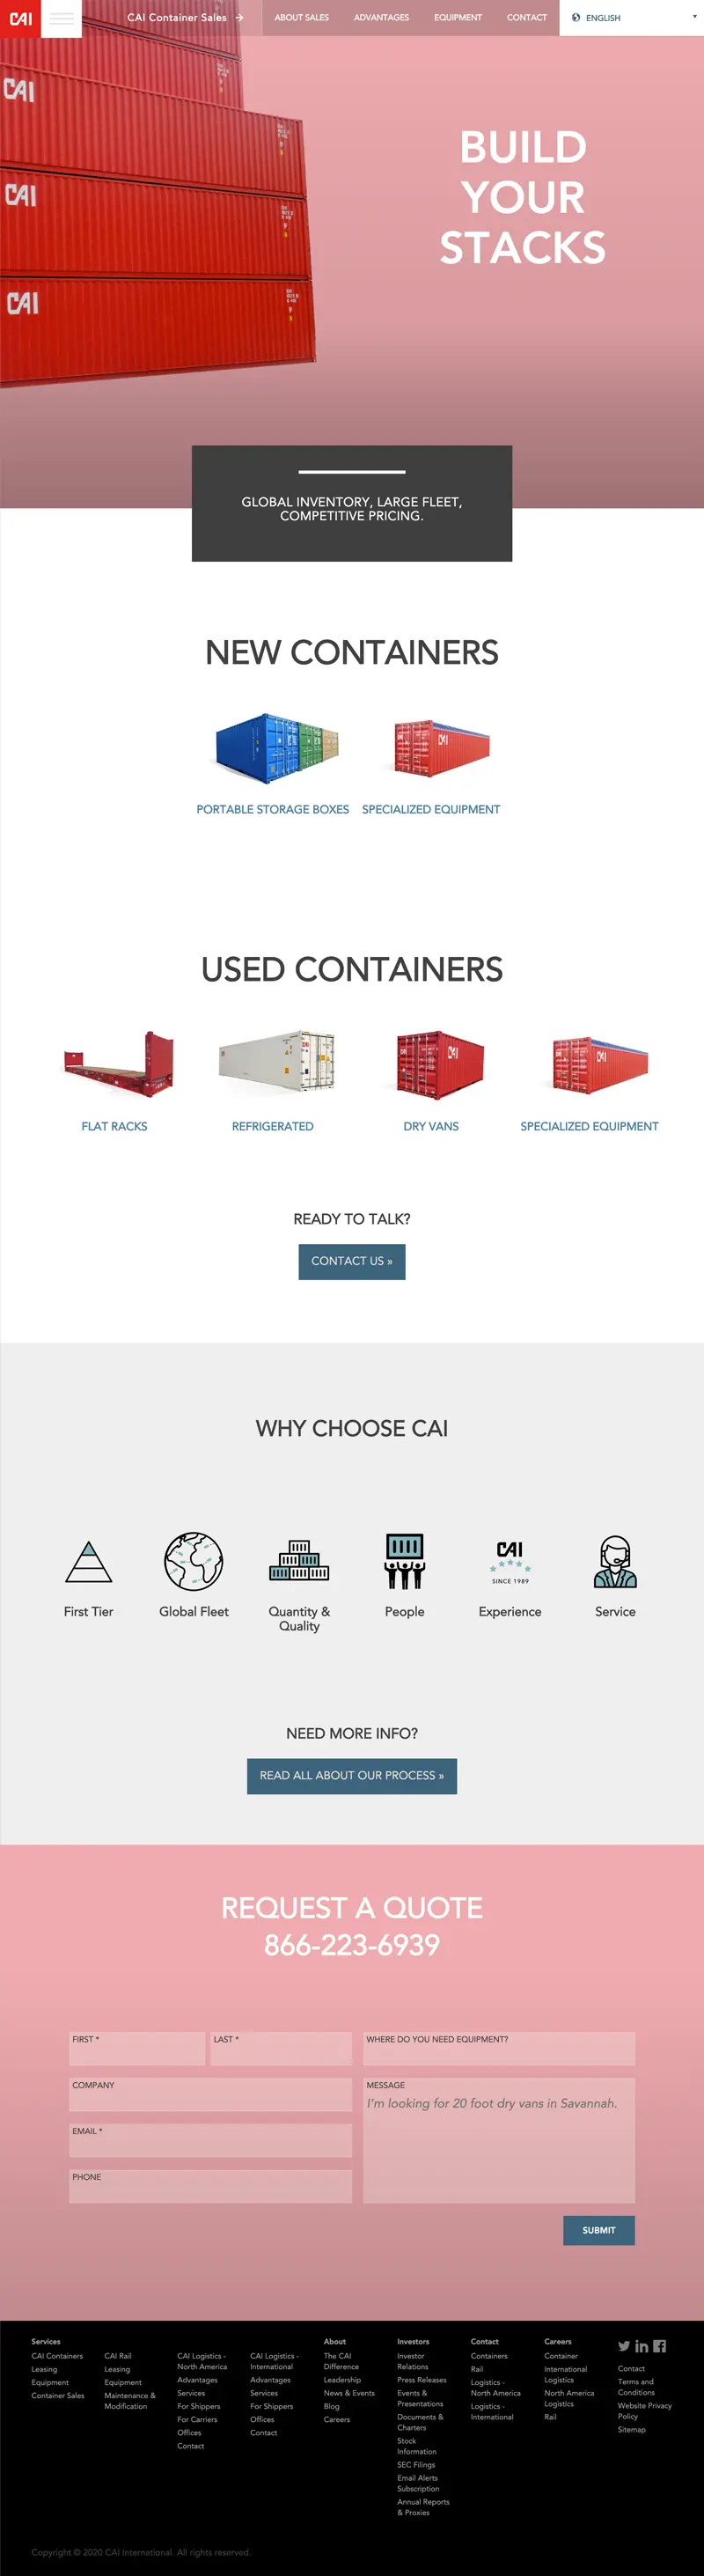 CAI
CAI Container Sales →
ABOUT SALES
ADVANTAGES
EQUIPMENT
CONTACT
ENGLISH
CAI
CAI
CAI
BUILD
YOUR
STACKS
GLOBAL INVENTORY, LARGE FLEET,
COMPETITIVE PRICING.
NEW CONTAINERS
CAI
PORTABLE STORAGE BOXES
SPECIALIZED EQUIPMENT
USED CONTAINERS
CAI
CAI
FLAT RACKS
REFRIGERATED
DRY VANS
SPECIALIZED EQUIPMENT
READY TO TALK?
CONTACT US »
WHY CHOOSE CAI
CAI
SINCE 1989
First Tier
Global Fleet
Quantity &
Quality
People
Experience
Service
NEED MORE INFO?
READ ALL ABOUT OUR PROCESS »
REQUEST A QUOTE
866-223-6939
FIRST *
LAST *
WHERE DO YOU NEED EQUIPMENT?
COMPANY
MESSAGE
I'm looking for 20 foot dry vans in Savannah.
EMAIL *
PHONE
SUBMIT
Services
CAI Containers
Leasing
Equipment
Container Sales
CAI Rail
Leasing
Equipment
Maintenance &
Modification
CAI Logistics -
North America
Advantages
Services
For Shippers
For Carriers
Offices
Contact
CAI Logistics -
International
Advantages
Services
For Shippers
Offices
Contact
About
The CAI
Difference
Leadership
News & Events
Blog
Careers
Investors
Investor
Relations
Press Releases
Events &
Presentations
Documents &
Charters
Stock
Information
SEC Filings
Email Alerts
Subscription
Annual Reports
& Proxies
Contact
Containers
Rail
Logistics -
North America
Logistics -
International
Careers
Container
International
Logistics
North America
Logistics
Rail
Contact
Terms and
Conditions
Website Privacy
Policy
Sitemap
Copyright © 2020 CAI International. All rights reserved.